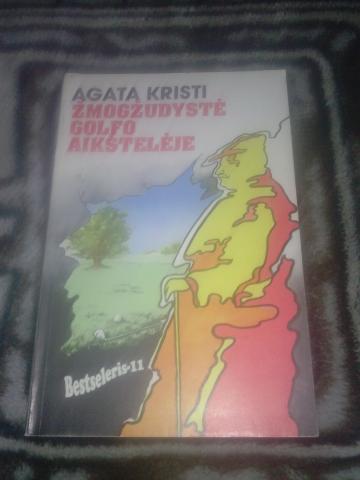 AGATA KRISTI
ŽMOGŽUDYSTĖ
GOLFO
AIKŠTELĖJE
Bestseleris-11